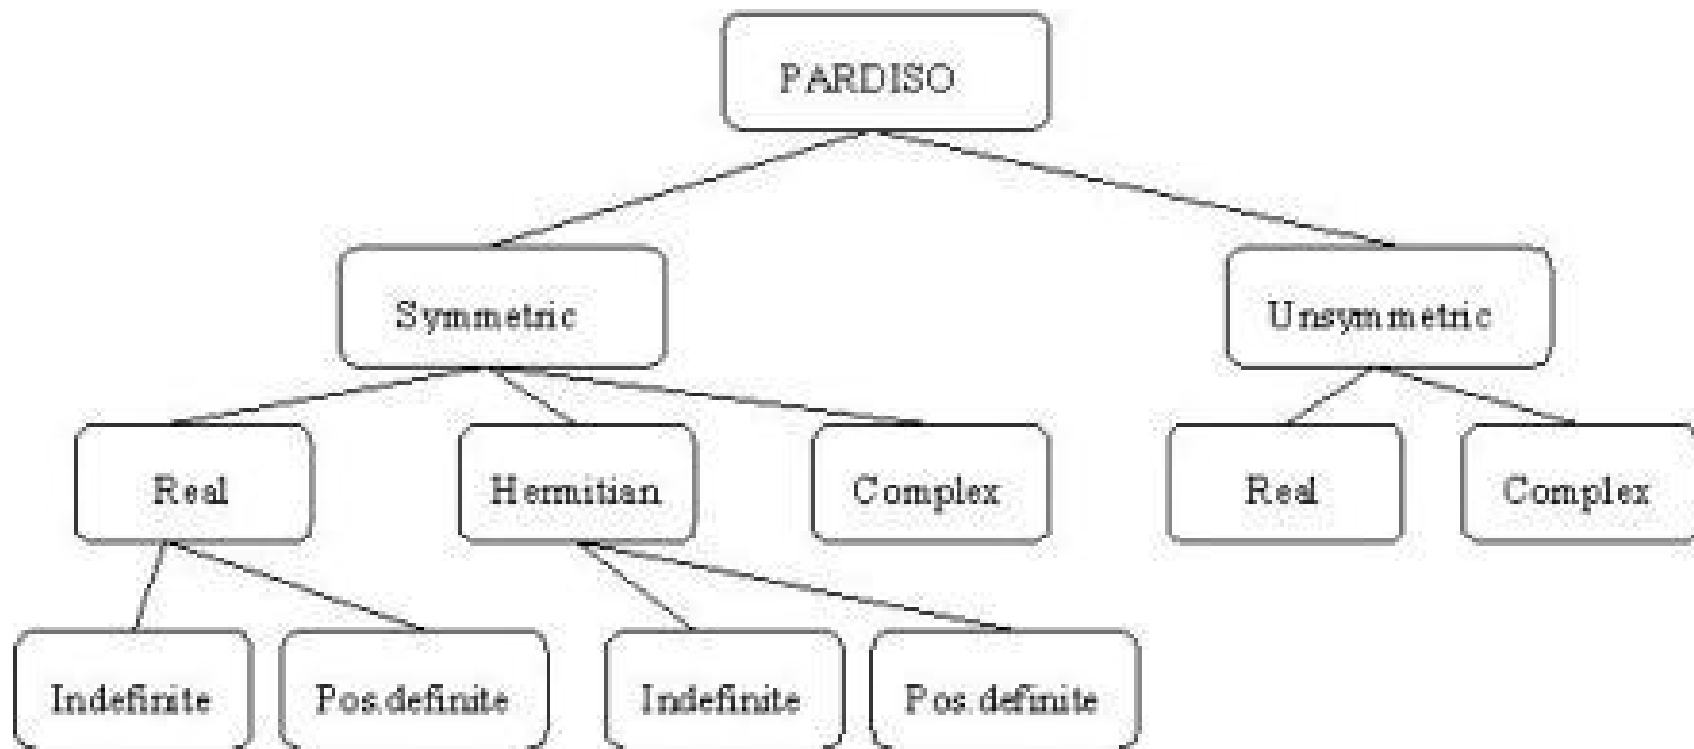 PARDISO
Symmetric
Unsymmetric
Real
Hermitian
Complex
Real
Complex
Indefinite
Pos.definite
Indefinite
Pos.definite